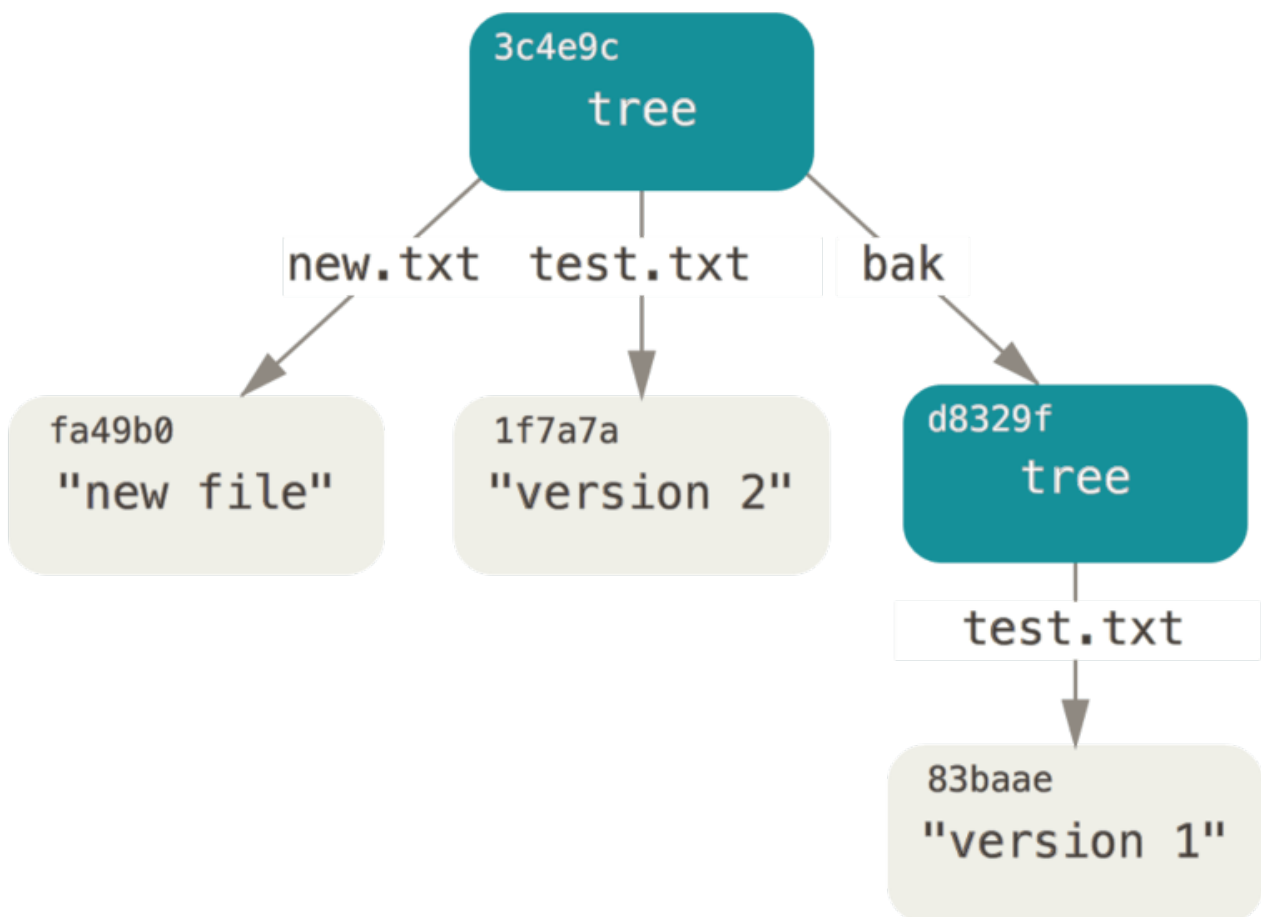 3c4e9c
tree
new.txt
test.txt
bak
fa49b0
"new file"
1f7a7a
"version 2"
d8329f
tree
test.txt
83baae
"version 1"